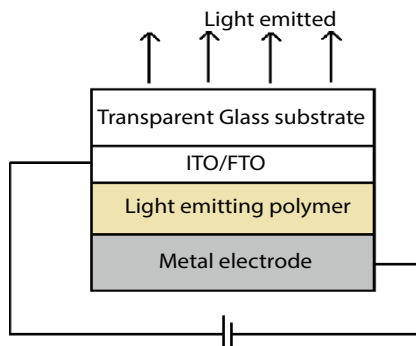 Light emitted
Transparent Glass substrate
ITO/FTO
Light emitting polymer
Metal electrode